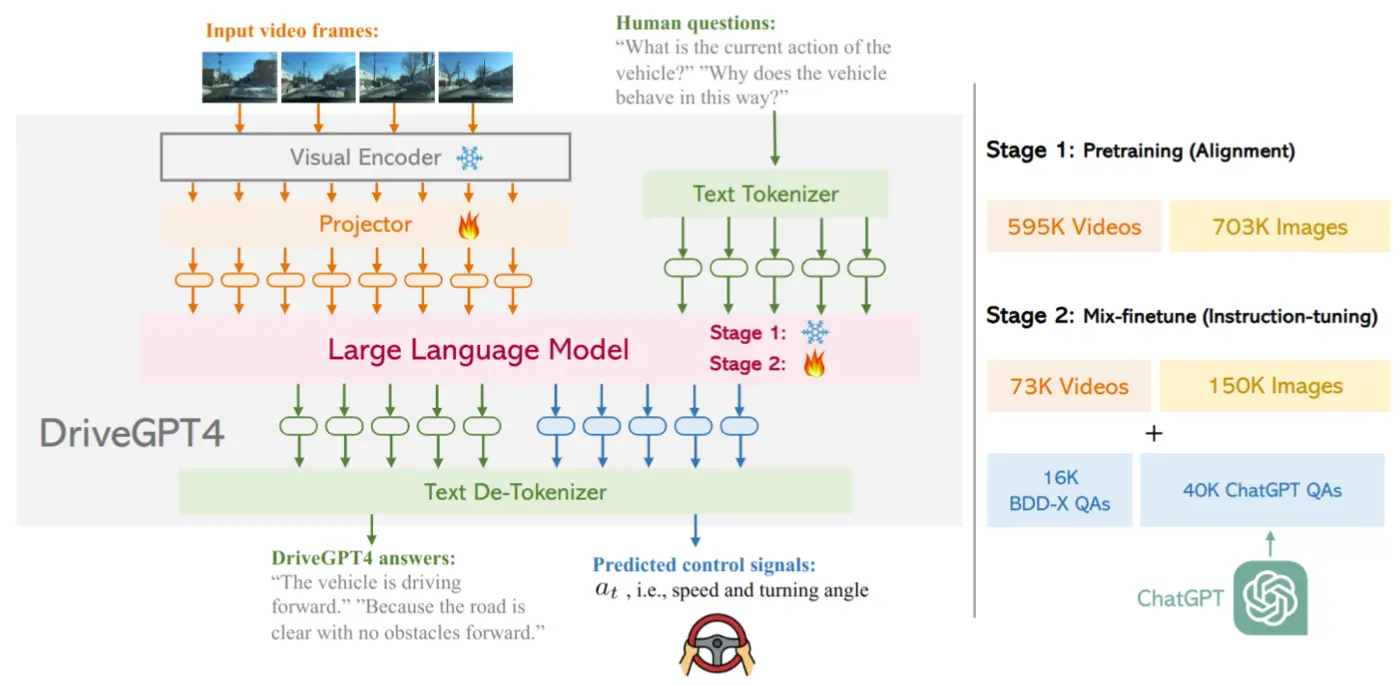 Input video frames:
Human questions:
“What is the current action of the
vehicle?” ”Why does the vehicle
behave in this way?”
Visual Encoder
Projector
Text Tokenizer
Large Language Model
Stage 1:
Stage 2:
DriveGPT4
Text De-Tokenizer
DriveGPT4 answers:
“The vehicle is driving
forward.” ”Because the road is
clear with no obstacles forward.”
Predicted control signals:
aₜ , i.e., speed and turning angle
Stage 1: Pretraining (Alignment)
595K Videos
703K Images
Stage 2: Mix-finetune (Instruction-tuning)
73K Videos
150K Images
+
16K
BDD-X QAs
40K ChatGPT QAs
ChatGPT